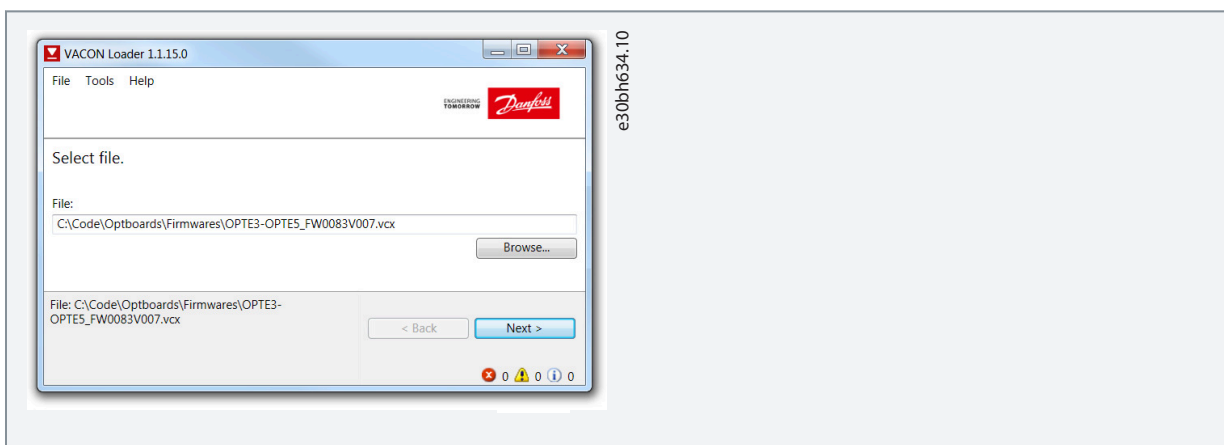 VACON Loader 1.1.15.0
File Tools Help
ENGINEERING
TOMORROW
Danfoss
Select file.
File:
C:\Code\Optboards\Firmwares\OPTE3-OPTE5_FW0083V007.vcx
Browse...
File: C:\Code\Optboards\Firmwares\OPTE3-
OPTE5_FW0083V007.vcx
< Back
Next >
0 0 0
e30bh634.10